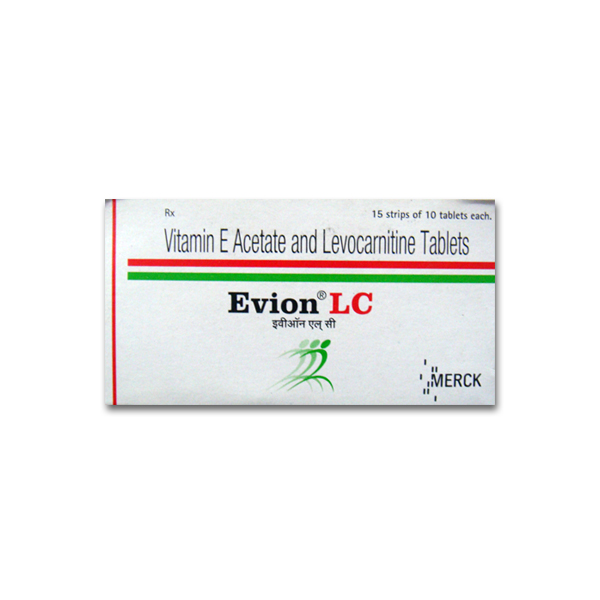 Rx
15 strips of 10 tablets each.
Vitamin E Acetate and Levocarnitine Tablets
Evion® LC
इवीऑन एल् सी
MERCK